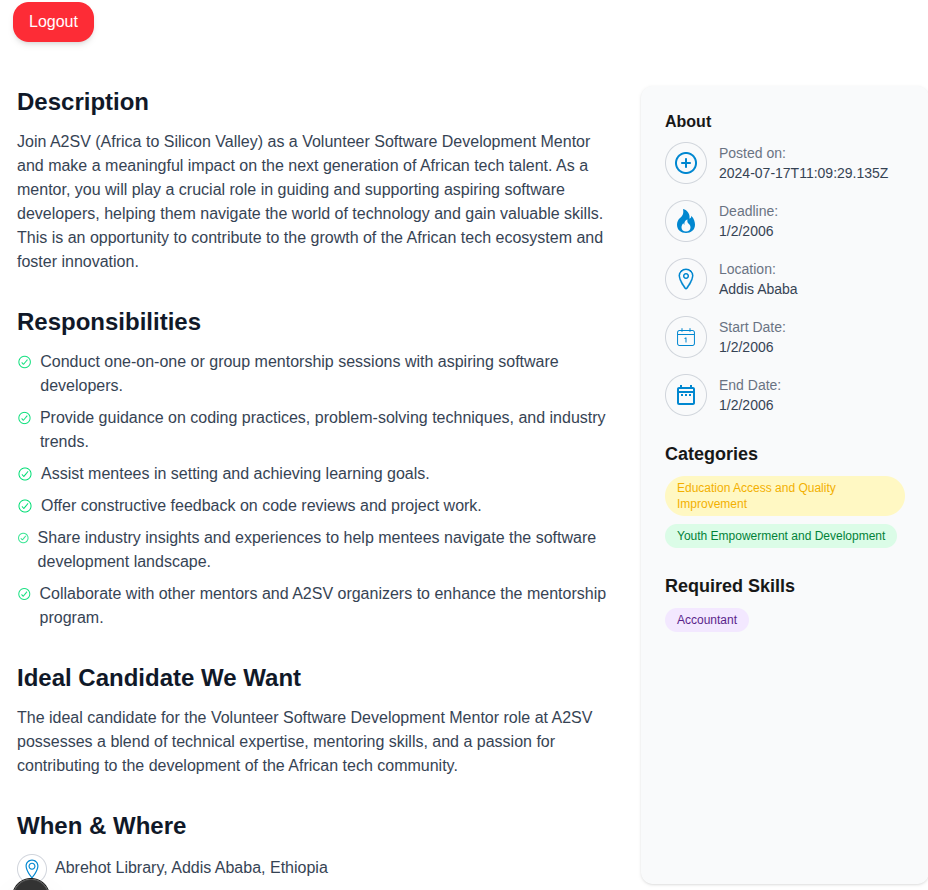 Logout
Description
Join A2SV (Africa to Silicon Valley) as a Volunteer Software Development Mentor
and make a meaningful impact on the next generation of African tech talent. As a
mentor, you will play a crucial role in guiding and supporting aspiring software
developers, helping them navigate the world of technology and gain valuable skills.
This is an opportunity to contribute to the growth of the African tech ecosystem and
foster innovation.
Responsibilities
Conduct one-on-one or group mentorship sessions with aspiring software
developers.
Provide guidance on coding practices, problem-solving techniques, and industry
trends.
Assist mentees in setting and achieving learning goals.
Offer constructive feedback on code reviews and project work.
Share industry insights and experiences to help mentees navigate the software
development landscape.
Collaborate with other mentors and A2SV organizers to enhance the mentorship
program.
Ideal Candidate We Want
The ideal candidate for the Volunteer Software Development Mentor role at A2SV
possesses a blend of technical expertise, mentoring skills, and a passion for
contributing to the development of the African tech community.
When & Where
Abrehot Library, Addis Ababa, Ethiopia
About
Posted on:
2024-07-17T11:09:29.135Z
Deadline:
1/2/2006
Location:
Addis Ababa
Start Date:
1
1/2/2006
End Date:
1/2/2006
Categories
Education Access and Quality
Improvement
Youth Empowerment and Development
Required Skills
Accountant